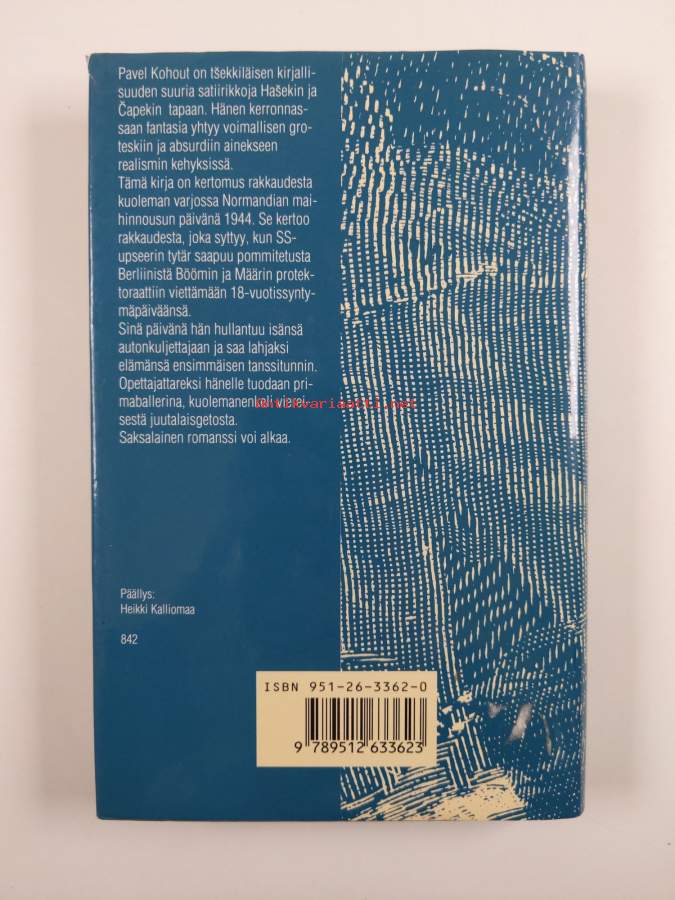 Pavel Kohout on tšekkiläisen kirjalli-
suuden suuria satiirikkoja Hašekin ja
Čapekin tapaan. Hänen kerronnas-
saan fantasia yhtyy voimallisen gro-
teskiin ja absurdiin ainekseen
realismin kehyksissä.
Tämä kirja on kertomus rakkaudesta
kuoleman varjossa Normandian mai-
hinnousun päivänä 1944. Se kertoo
rakkaudesta, joka syttyy, kun SS-
upseerin tytär saapuu pommitetusta
Berliinistä Böömin ja Määrin protek-
toraattiin viettämään 18-vuotissynty-
mäpäiväänsä.
Sinä päivänä hän hullantuu isänsä
autonkuljettajaan ja saa lahjaksi
elämänsä ensimmäisen tanssitunnin.
Opettajattareksi hänelle tuodaan pri-
maballerina, kuolemanenkeli
Antikvariaatti.net
sestä juutalaisgetosta.
Saksalainen romanssi voi alkaa.
Päällys:
Heikki Kalliomaa
842
ISBN 951-26-3362-0
9 789512 633623